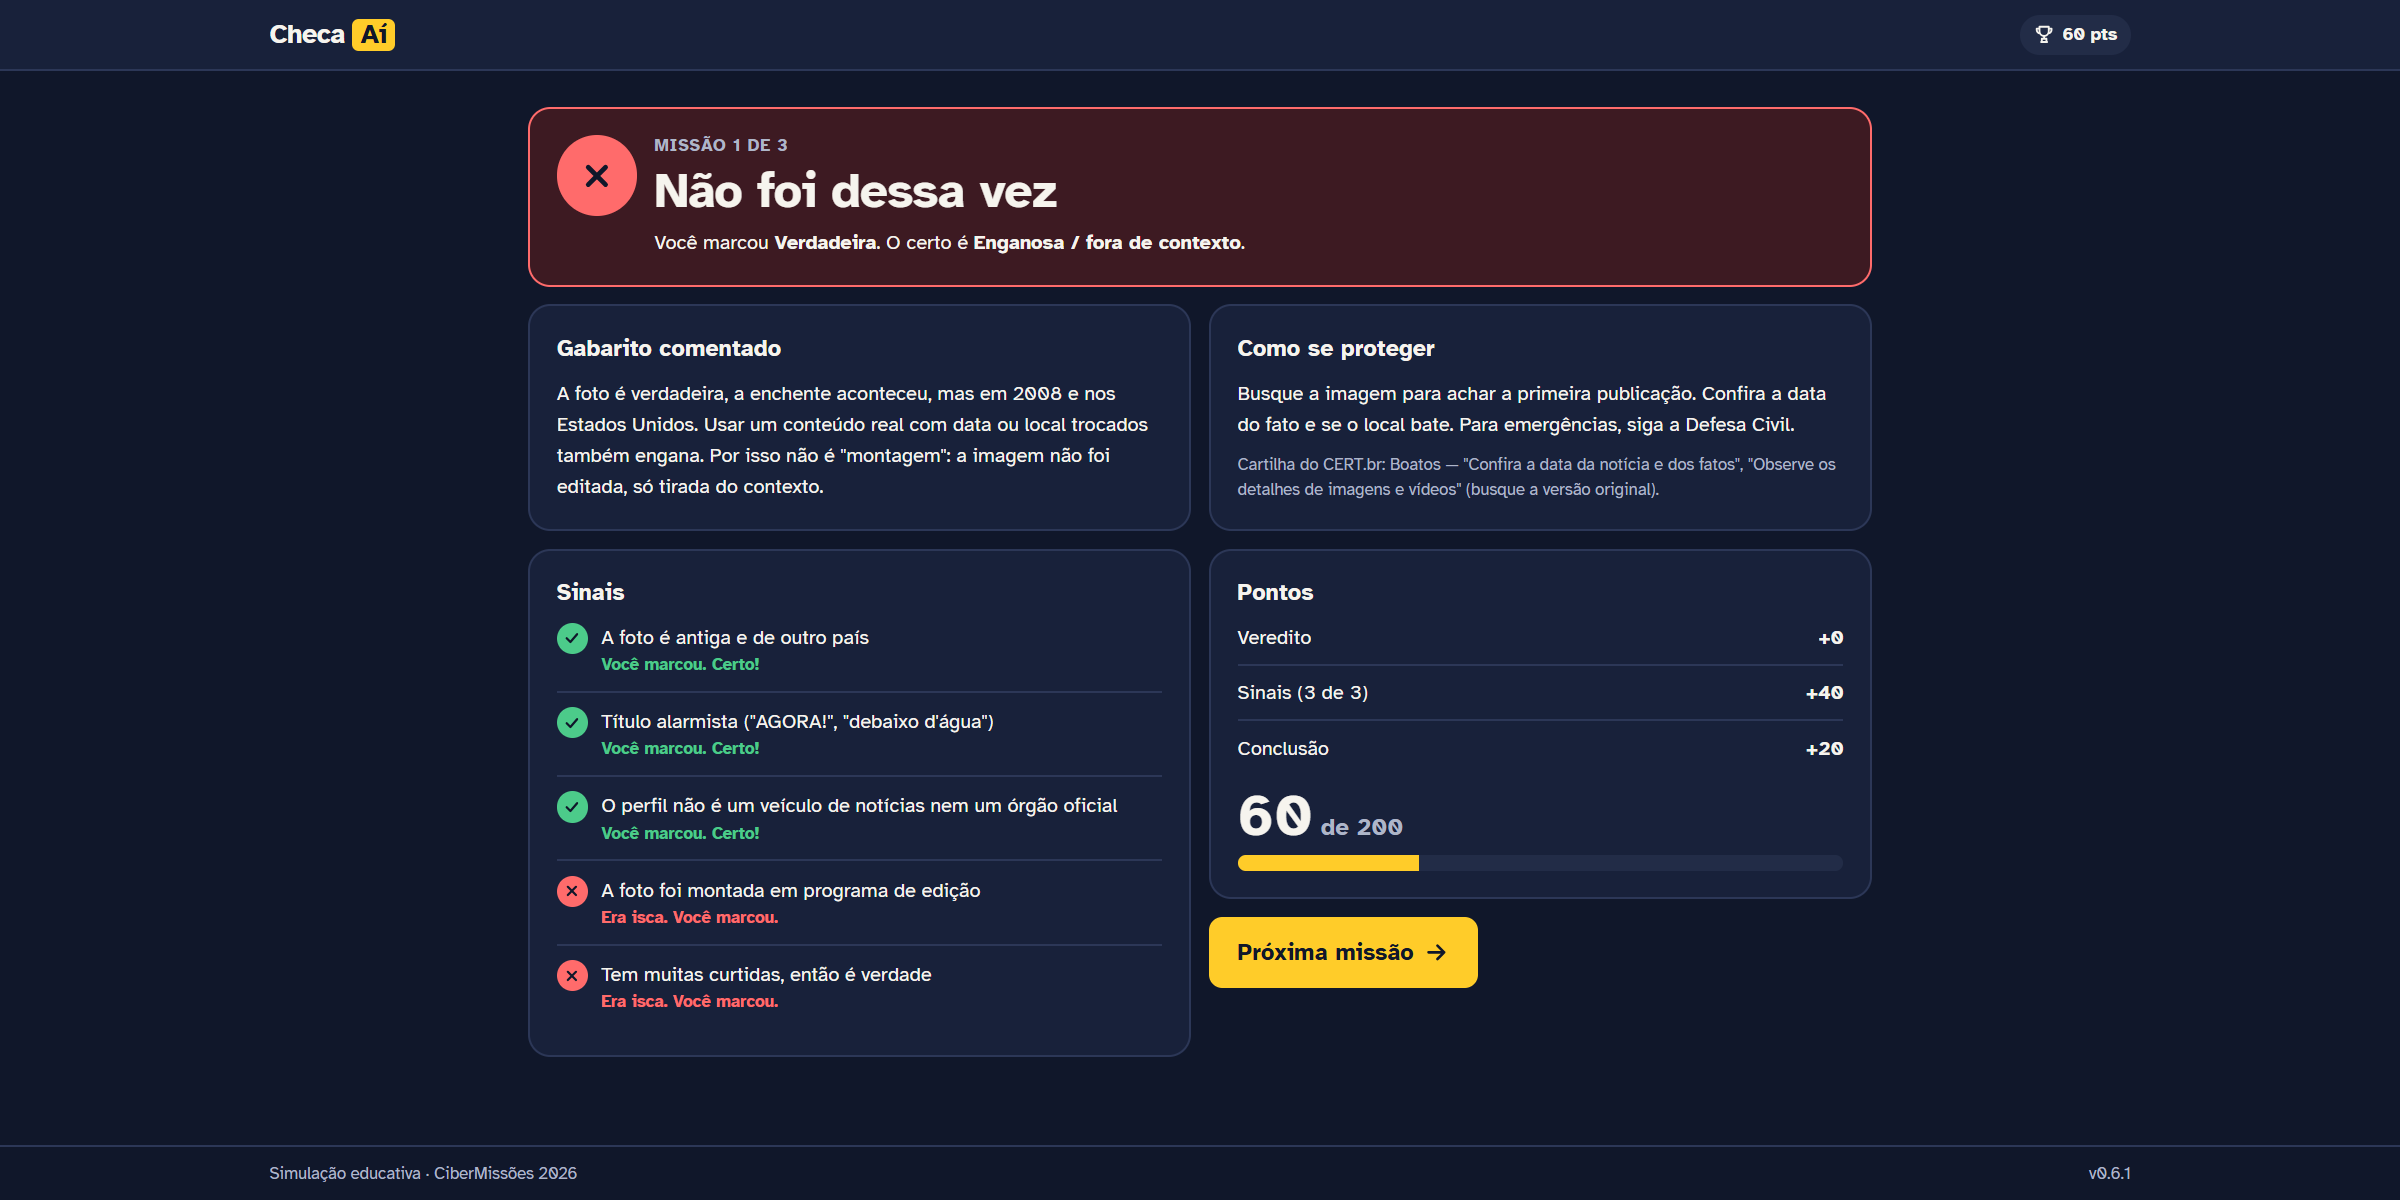 Checa Aí
60 pts
MISSÃO 1 DE 3
Não foi dessa vez
Você marcou Verdadeira. O certo é Enganosa / fora de contexto.
Gabarito comentado
A foto é verdadeira, a enchente aconteceu, mas em 2008 e nos
Estados Unidos. Usar um conteúdo real com data ou local trocados
também engana. Por isso não é "montagem": a imagem não foi
editada, só tirada do contexto.
Como se proteger
Busque a imagem para achar a primeira publicação. Confira a data
do fato e se o local bate. Para emergências, siga a Defesa Civil.
Cartilha do CERT.br: Boatos — "Confira a data da notícia e dos fatos", "Observe os
detalhes de imagens e vídeos" (busque a versão original).
Sinais
A foto é antiga e de outro país
Você marcou. Certo!
Título alarmista ("AGORA!", "debaixo d'água")
Você marcou. Certo!
O perfil não é um veículo de notícias nem um órgão oficial
Você marcou. Certo!
A foto foi montada em programa de edição
Era isca. Você marcou.
Tem muitas curtidas, então é verdade
Era isca. Você marcou.
Pontos
Veredito +0
Sinais (3 de 3) +40
Conclusão +20
60 de 200
Próxima missão →
Simulação educativa · CiberMissões 2026
v0.6.1